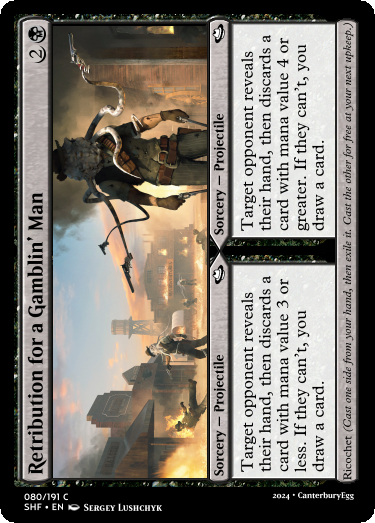 Retribution for a Gamblin' Man
2
Sorcery — Projectile
Target opponent reveals
their hand, then discards a
card with mana value 3 or
less. If they can't, you
draw a card.
Sorcery — Projectile
Target opponent reveals
their hand, then discards a
card with mana value 4 or
greater. If they can't, you
draw a card.
Ricochet (Cast one side from your hand, then exile it. Cast the other for free at your next upkeep.)
080/191 C
SHF • EN SERGEY LUSHCHYK
2024 • CanterburyEgg